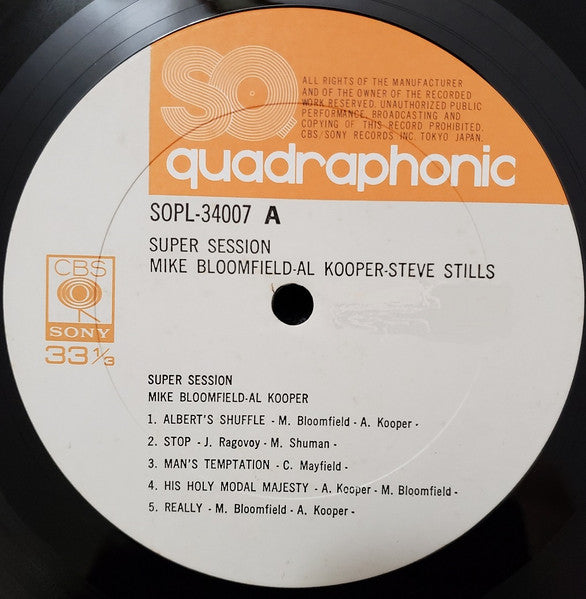 SQ
ALL RIGHTS OF THE MANUFACTURER
AND OF THE OWNER OF THE RECORDED
WORK RESERVED. UNAUTHORIZED PUBLIC
PERFORMANCE, BROADCASTING AND
COPYING OF THIS RECORD PROHIBITED.
CBS/SONY RECORDS INC. TOKYO JAPAN.
quadraphonic
SOPL-34007 A
SUPER SESSION
MIKE BLOOMFIELD-AL KOOPER-STEVE STILLS
CBS
SONY
33⅓
SUPER SESSION
MIKE BLOOMFIELD-AL KOOPER
1. ALBERT'S SHUFFLE - M. Bloomfield - A. Kooper -
2. STOP - J. Ragovoy - M. Shuman -
3. MAN'S TEMPTATION - C. Mayfield -
4. HIS HOLY MODAL MAJESTY - A. Kooper - M. Bloomfield -
5. REALLY - M. Bloomfield - A. Kooper -